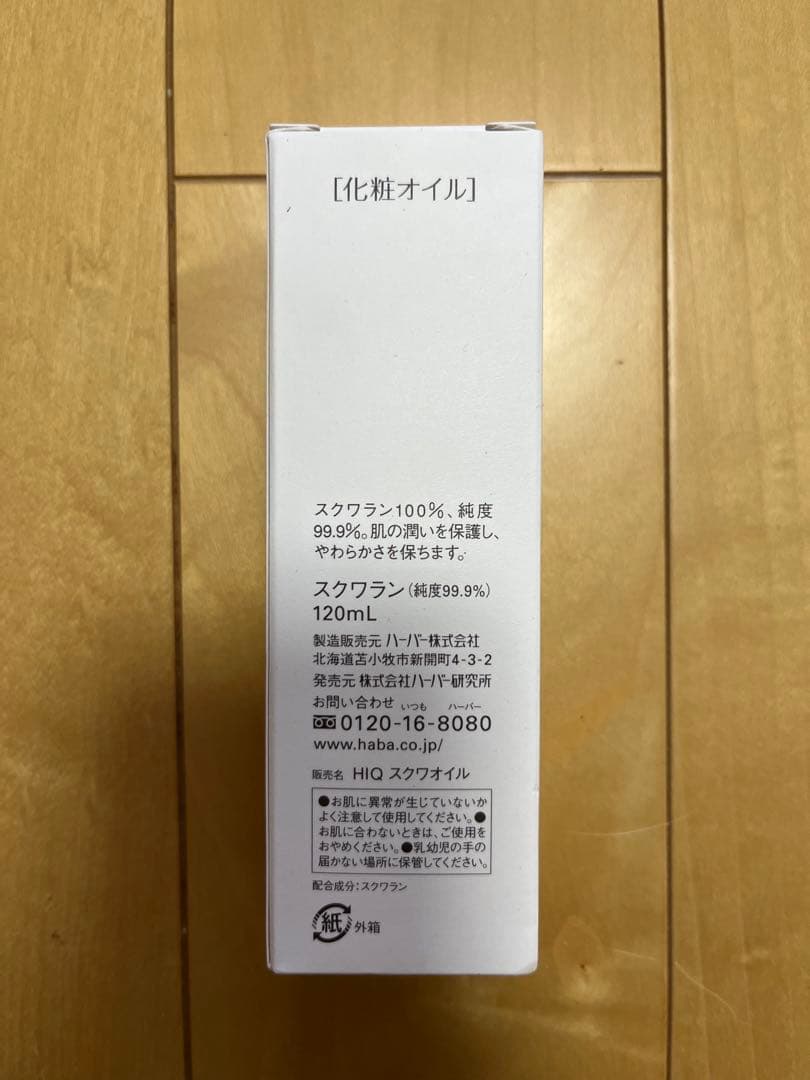 [化粧オイル]
スクワラン100%、純度
99.9%。肌の潤いを保護し、
やわらかさを保ちます。
スクワラン(純度99.9%)
120mL
製造販売元 ハーバー株式会社
北海道苫小牧市新開町4-3-2
発売元 株式会社ハーバー研究所
お問い合わせ いつも ハーバー
0120-16-8080
www.haba.co.jp/
販売名 HIQ スクワオイル
●お肌に異常が生じていないか
よく注意して使用してください。●
お肌に合わないときは、ご使用を
おやめください。●乳幼児の手の
届かない場所に保管してください。
配合成分:スクワラン
紙 外箱